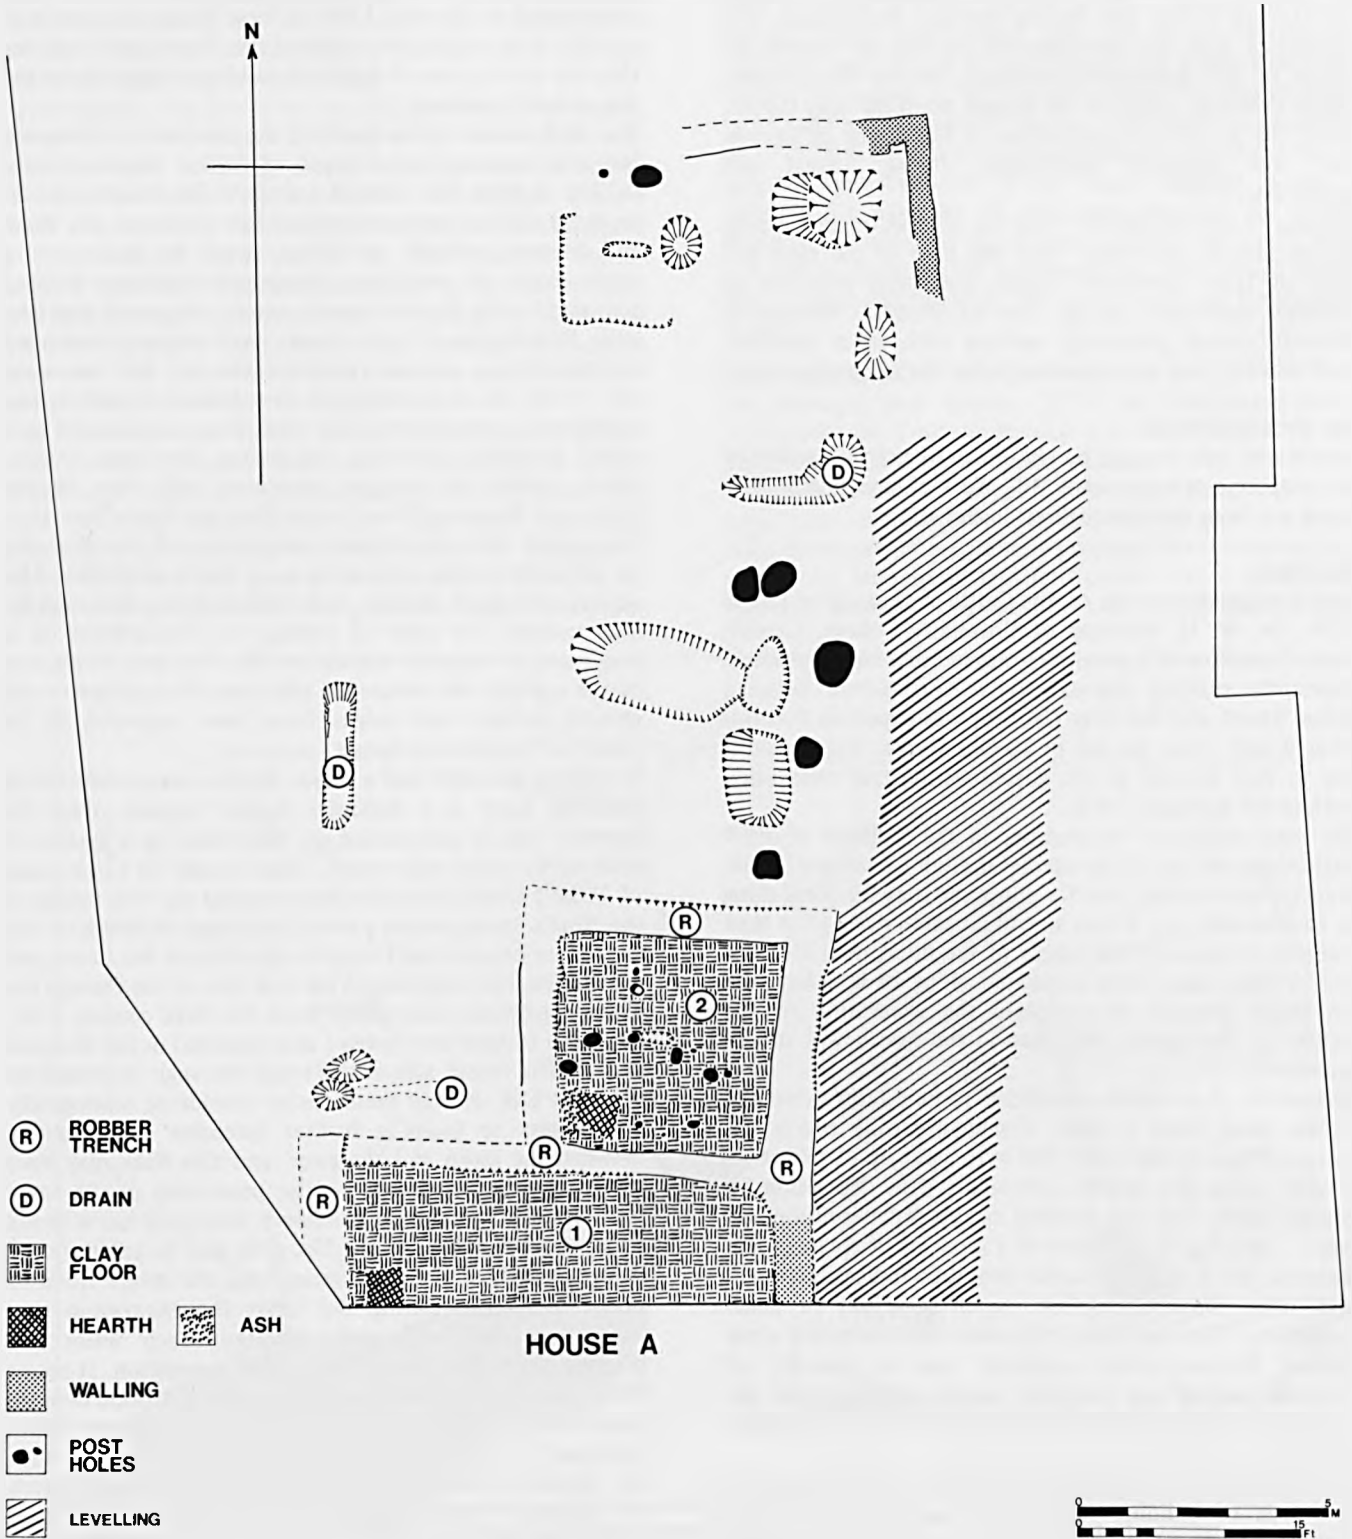 N
D
D
R
2
D
R
R
R
1
R ROBBER
TRENCH
D DRAIN
CLAY
FLOOR
HEARTH ASH
WALLING
POST
HOLES
LEVELLING
HOUSE A
0 5
M
0 15
Ft